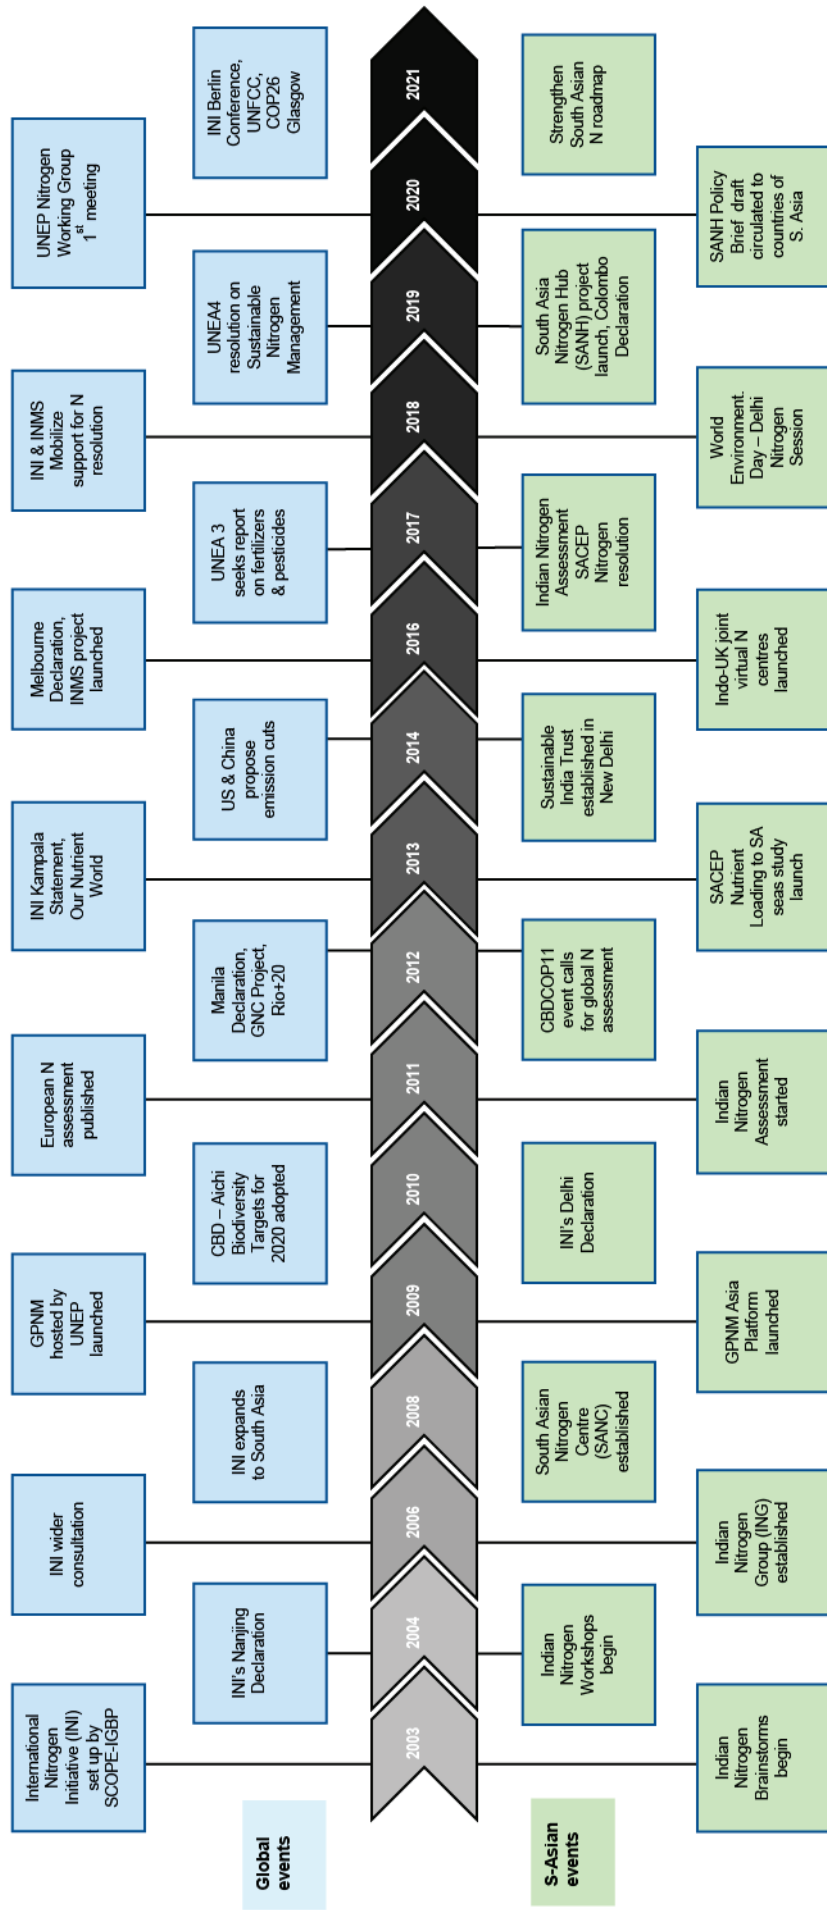 Global
events
International
Nitrogen
Initiative (INI)
set up by
SCOPE-IGBP
INI's Nanjing
Declaration
INI wider
consultation
INI expands
to South Asia
GPNM
hosted by
UNEP
launched
CBD – Aichi
Biodiversity
Targets for
2020 adopted
European N
assessment
published
Manila
Declaration,
GNC Project,
Rio+20
INI Kampala
Statement,
Our Nutrient
World
US & China
propose
emission cuts
Melbourne
Declaration,
INMS project
launched
UNEA 3
seeks report
on fertilizers
& pesticides
INI & INMS
Mobilize
support for N
resolution
UNEA4
resolution on
Sustainable
Nitrogen
Management
UNEP Nitrogen
Working Group
1st meeting
INI Berlin
Conference,
UNFCC,
COP26
Glasgow
2003
2004
2006
2008
2009
2010
2011
2012
2013
2014
2016
2017
2018
2019
2020
2021
S-Asian
events
Indian
Nitrogen
Brainstorms
begin
Indian
Nitrogen
Workshops
begin
Indian
Nitrogen
Group (ING)
established
South Asian
Nitrogen
Centre
(SANC)
established
GPNM Asia
Platform
launched
INI's Delhi
Declaration
Indian
Nitrogen
Assessment
started
CBDCOP11
event calls
for global N
assessment
SACEP
Nutrient
Loading to SA
seas study
launch
Sustainable
India Trust
established in
New Delhi
Indo-UK joint
virtual N
centres
launched
Indian Nitrogen
Assessment
SACEP
Nitrogen
resolution
World
Environment.
Day – Delhi
Nitrogen
Session
South Asia
Nitrogen Hub
(SANH) project
launch, Colombo
Declaration
SANH Policy
Brief draft
circulated to
countries of
S. Asia
Strengthen
South Asian
N roadmap